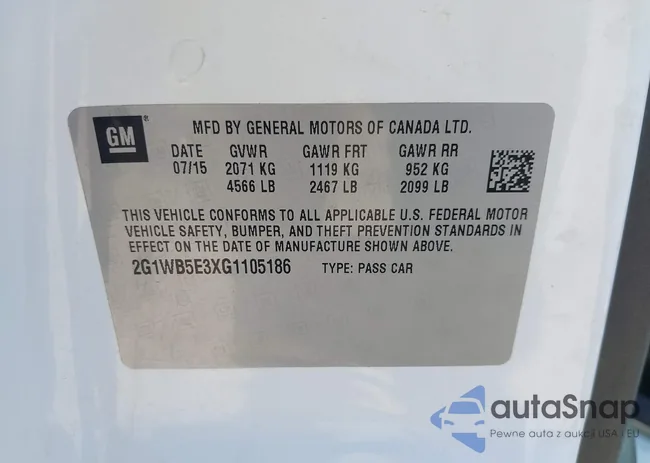 GM®
MFD BY GENERAL MOTORS OF CANADA LTD.
DATE GVWR GAWR FRT GAWR RR
07/15 2071 KG 1119 KG 952 KG
4566 LB 2467 LB 2099 LB
THIS VEHICLE CONFORMS TO ALL APPLICABLE U.S. FEDERAL MOTOR
VEHICLE SAFETY, BUMPER, AND THEFT PREVENTION STANDARDS IN
EFFECT ON THE DATE OF MANUFACTURE SHOWN ABOVE.
2G1WB5E3XG1105186 TYPE: PASS CAR
autaSnap
Pewne auta z aukcji USA i EU